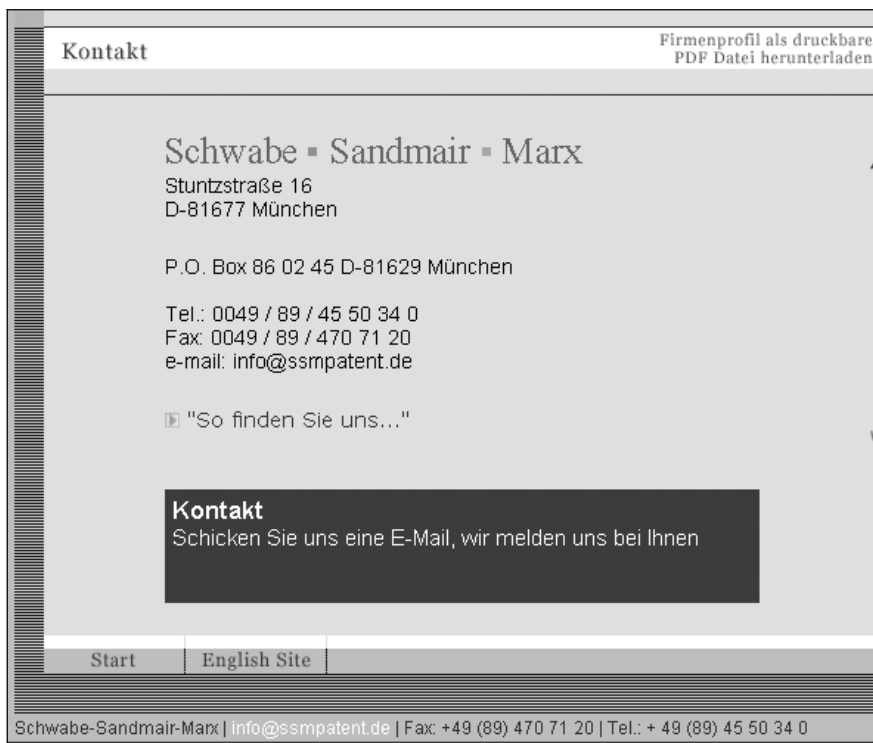 Kontakt
Firmenprofil als druckbare
PDF Datei herunterladen
Schwabe ▪ Sandmair ▪ Marx
Stuntzstraße 16
D-81677 München
P.O. Box 86 02 45 D-81629 München
Tel.: 0049 / 89 / 45 50 34 0
Fax: 0049 / 89 / 470 71 20
e-mail: info@ssmpatent.de
"So finden Sie uns..."
Kontakt
Schicken Sie uns eine E-Mail, wir melden uns bei Ihnen
Start English Site
Schwabe-Sandmair-Marx | info@ssmpatent.de | Fax: +49 (89) 470 71 20 | Tel.: + 49 (89) 45 50 34 0